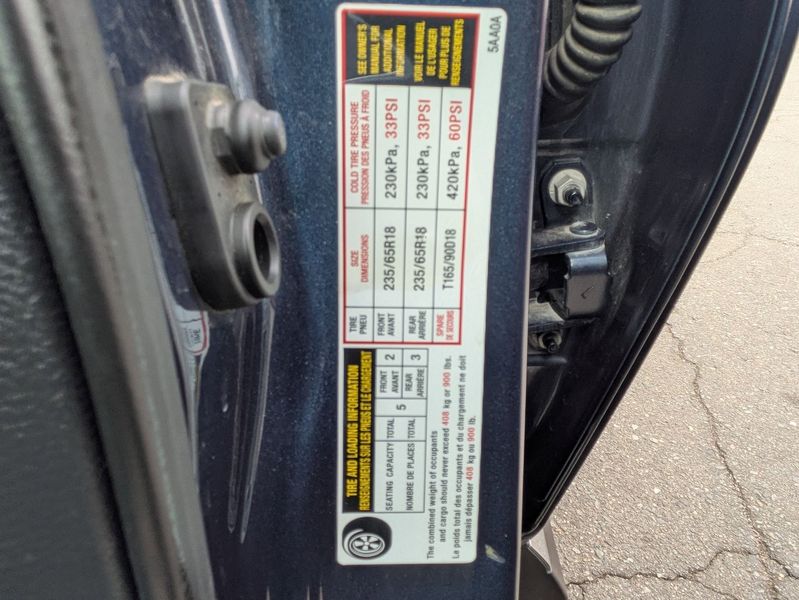 TIRE AND LOADING INFORMATION
RENSEIGNEMENTS SUR LES PNEUS ET LE CHARGEMENT
SEATING CAPACITY TOTAL 5 FRONT AVANT 2 REAR ARRIÈRE 3
NOMBRE DE PLACES TOTAL
The combined weight of occupants
and cargo should never exceed 408 kg or 900 lbs.
Le poids total des occupants et du chargement ne doit
jamais dépasser 408 kg ou 900 lb.
TIRE SIZE COLD TIRE PRESSURE
PNEU DIMENSIONS PRESSION DES PNEUS À FROID
FRONT AVANT 235/65R18 230kPa, 33PSI
REAR ARRIÈRE 235/65R18 230kPa, 33PSI
SPARE DE SECOURS T165/90D18 420kPa, 60PSI
SEE OWNER'S
MANUAL FOR
ADDITIONAL
INFORMATION
VOIR LE MANUEL
DE L'USAGER
POUR PLUS DE
RENSEIGNEMENTS
5AA0A